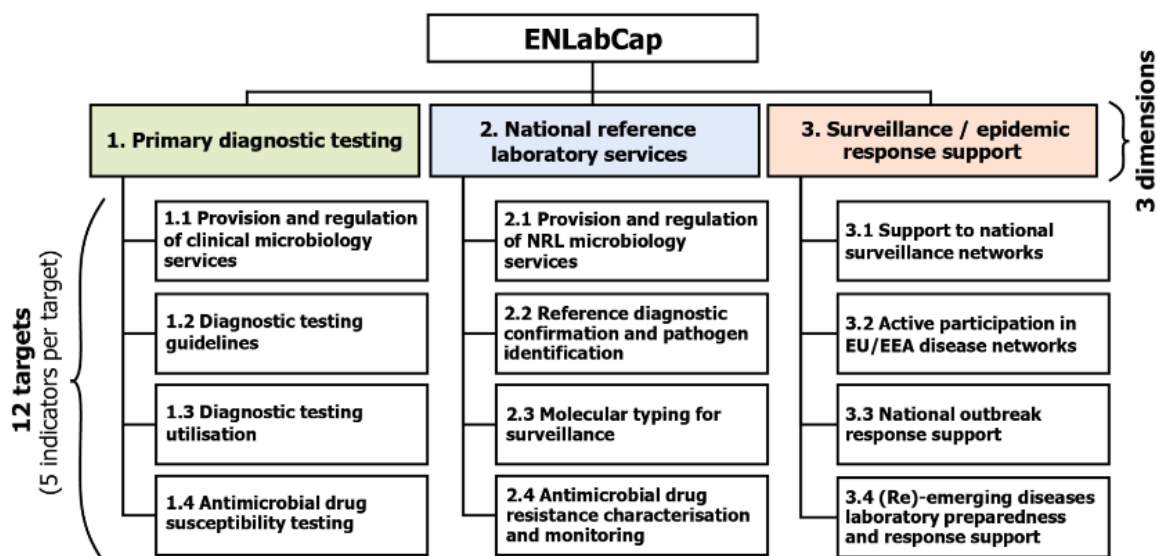 ENLabCap
1. Primary diagnostic testing
2. National reference
laboratory services
3. Surveillance / epidemic
response support
3 dimensions
12 targets
(5 indicators per target)
1.1 Provision and regulation
of clinical microbiology
services
1.2 Diagnostic testing
guidelines
1.3 Diagnostic testing
utilisation
1.4 Antimicrobial drug
susceptibility testing
2.1 Provision and regulation
of NRL microbiology
services
2.2 Reference diagnostic
confirmation and pathogen
identification
2.3 Molecular typing for
surveillance
2.4 Antimicrobial drug
resistance characterisation
and monitoring
3.1 Support to national
surveillance networks
3.2 Active participation in
EU/EEA disease networks
3.3 National outbreak
response support
3.4 (Re)-emerging diseases
laboratory preparedness
and response support